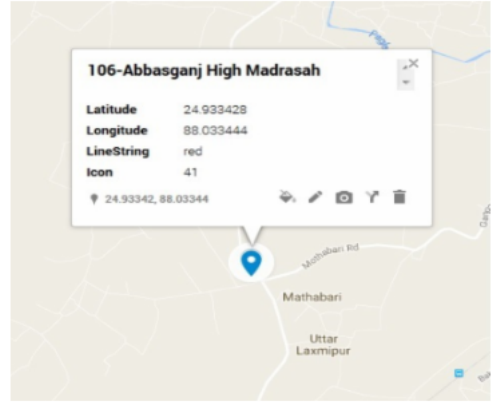 106-Abbasganj High Madrasah
Latitude 24.933428
Longitude 88.033444
LineString red
Icon 41
24.93342, 88.03344
Mothabari Rd
Mathabari
Uttar
Laxmipur